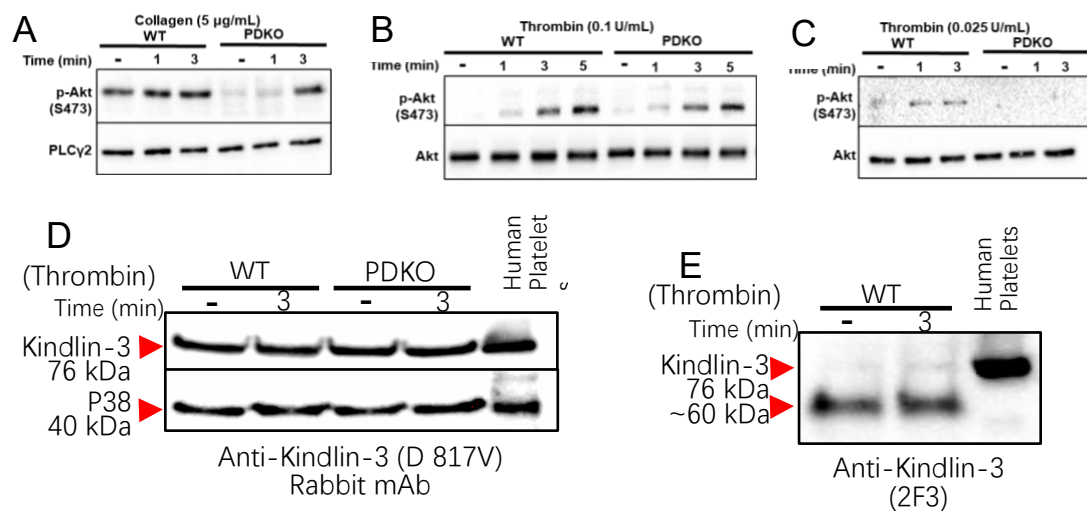 A
Collagen (5 µg/mL)
WT PDKO
Time (min) - 1 3 - 1 3
p-Akt
(S473)
PLCγ2
B
Thrombin (0.1 U/mL)
WT PDKO
Time (min) - 1 3 5 - 1 3 5
p-Akt
(S473)
Akt
C
Thrombin (0.025 U/mL)
WT PDKO
Time (min) - 1 3 - 1 3
p-Akt
(S473)
Akt
D
(Thrombin) WT PDKO
Human
Platelet
s
Time (min) - 3 - 3
Kindlin-3
76 kDa
P38
40 kDa
Anti-Kindlin-3 (D 817V)
Rabbit mAb
E
(Thrombin) WT
Human
Platelets
Time (min) - 3
Kindlin-3
76 kDa
~60 kDa
Anti-Kindlin-3
(2F3)